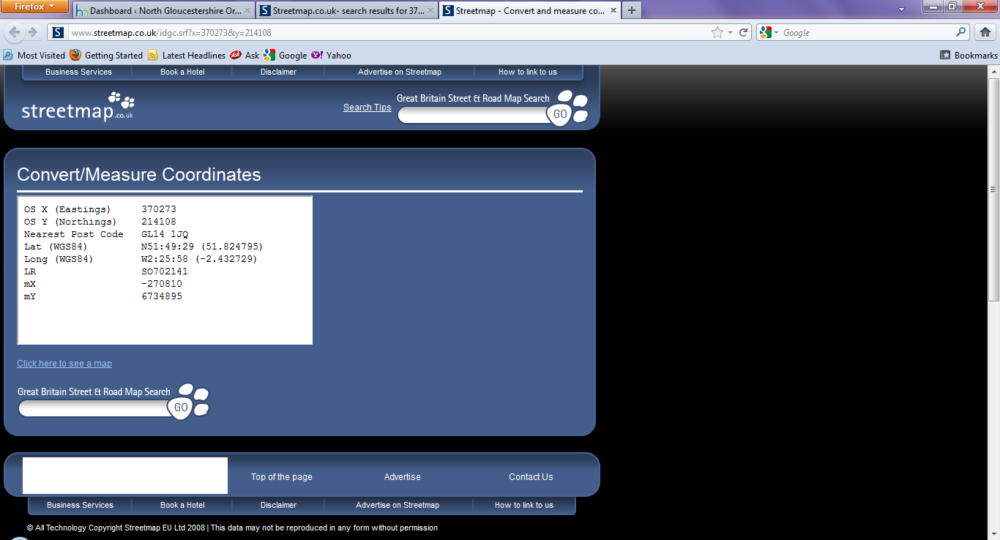 Firefox
Dashboard ‹ North Gloucestershire Or...
Streetmap.co.uk- search results for 37...
Streetmap - Convert and measure co...
www.streetmap.co.uk/idgc.srf?x=370273&y=214108
Google
Most Visited Getting Started Latest Headlines Ask Google Yahoo Bookmarks
Business Services Book a Hotel Disclaimer Advertise on Streetmap How to link to us
streetmap.co.uk
Search Tips
Great Britain Street & Road Map Search
GO
Convert/Measure Coordinates
OS X (Eastings) 370273
OS Y (Northings) 214108
Nearest Post Code GL14 1JQ
Lat (WGS84) N51:49:29 (51.824795)
Long (WGS84) W2:25:58 (-2.432729)
LR SO702141
mX -270810
mY 6734895
Click here to see a map
Great Britain Street & Road Map Search
GO
Top of the page Advertise Contact Us
Business Services Book a Hotel Disclaimer Advertise on Streetmap How to link to us
© All Technology Copyright Streetmap EU Ltd 2008 | This data may not be reproduced in any form without permission